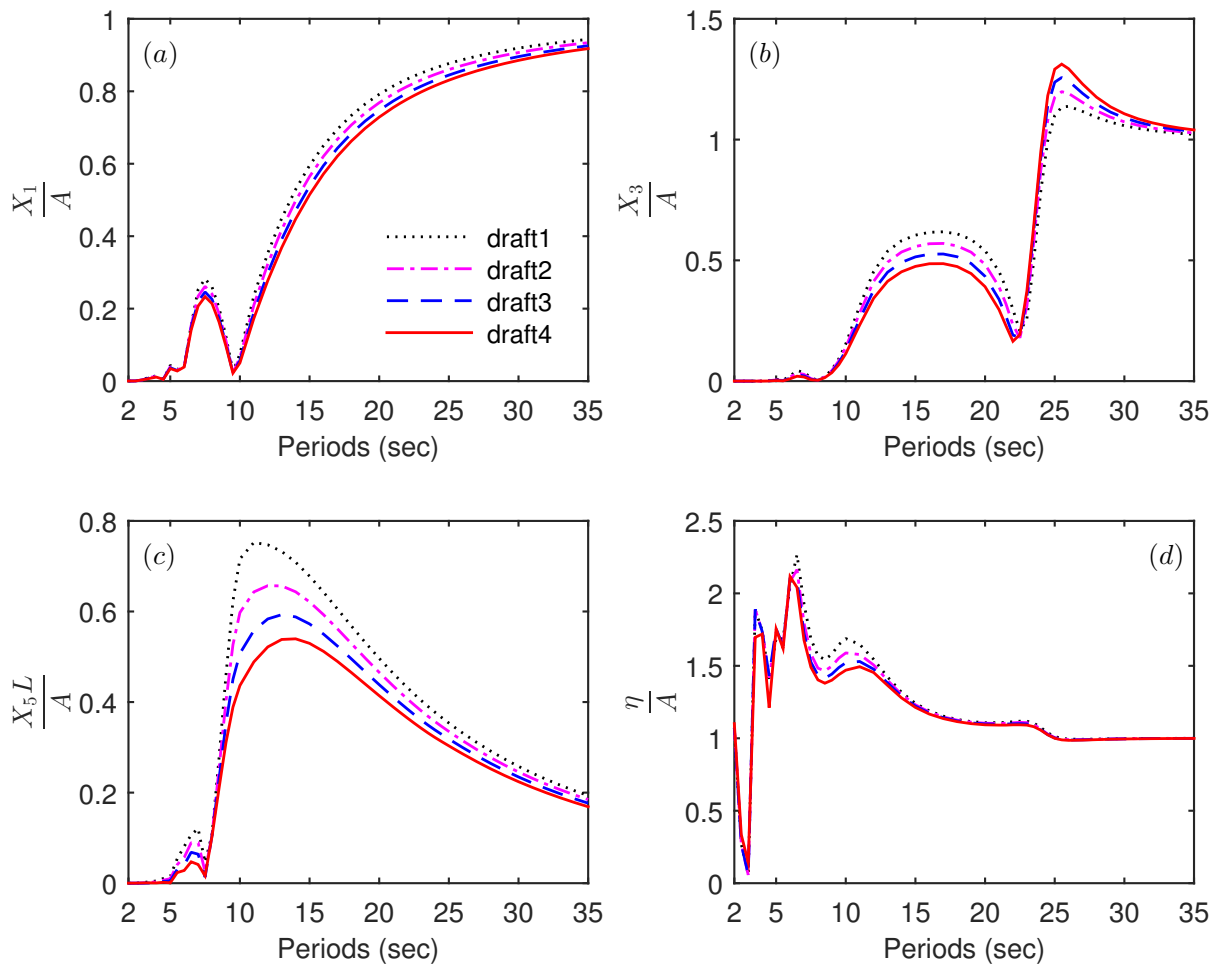 1
0.8
0.6
0.4
0.2
0
(a)
X₁
A
draft1
draft2
draft3
draft4
2 5 10 15 20 25 30 35
Periods (sec)
1.5
1
0.5
0
(b)
X₃
A
2 5 10 15 20 25 30 35
Periods (sec)
0.8
0.6
0.4
0.2
0
(c)
X₅L
A
2 5 10 15 20 25 30 35
Periods (sec)
2.5
2
1.5
1
0.5
0
(d)
η
A
2 5 10 15 20 25 30 35
Periods (sec)